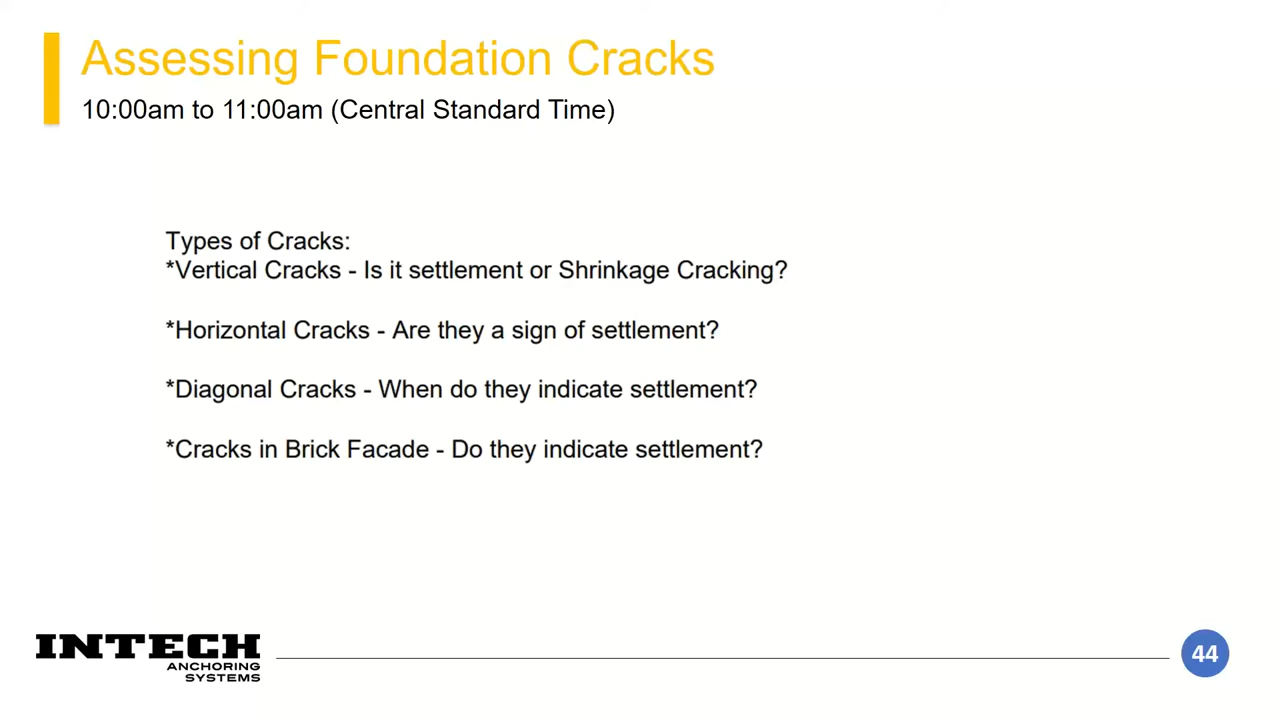 Assessing Foundation Cracks
10:00am to 11:00am (Central Standard Time)
Types of Cracks:
*Vertical Cracks - Is it settlement or Shrinkage Cracking?
*Horizontal Cracks - Are they a sign of settlement?
*Diagonal Cracks - When do they indicate settlement?
*Cracks in Brick Facade - Do they indicate settlement?
INTECH
ANCHORING
SYSTEMS
44